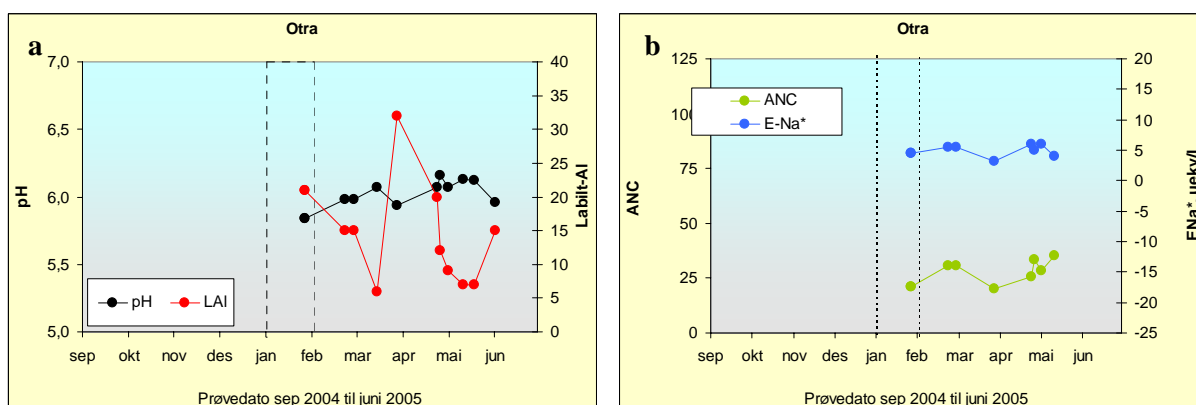 Otra
a
7,0
6,5
6,0
5,5
5,0
pH
40
35
30
25
20
15
10
5
0
Labilt-Al
pH LAl
sep okt nov des jan feb mar apr mai jun
Prøvedato sep 2004 til juni 2005
Otra
b
125
100
75
50
25
0
ANC
20
15
10
5
0
-5
-10
-15
-20
-25
ENa*, µekv/l
ANC
E-Na*
sep okt nov des jan feb mar apr mai jun
Prøvedato sep 2004 til juni 2005